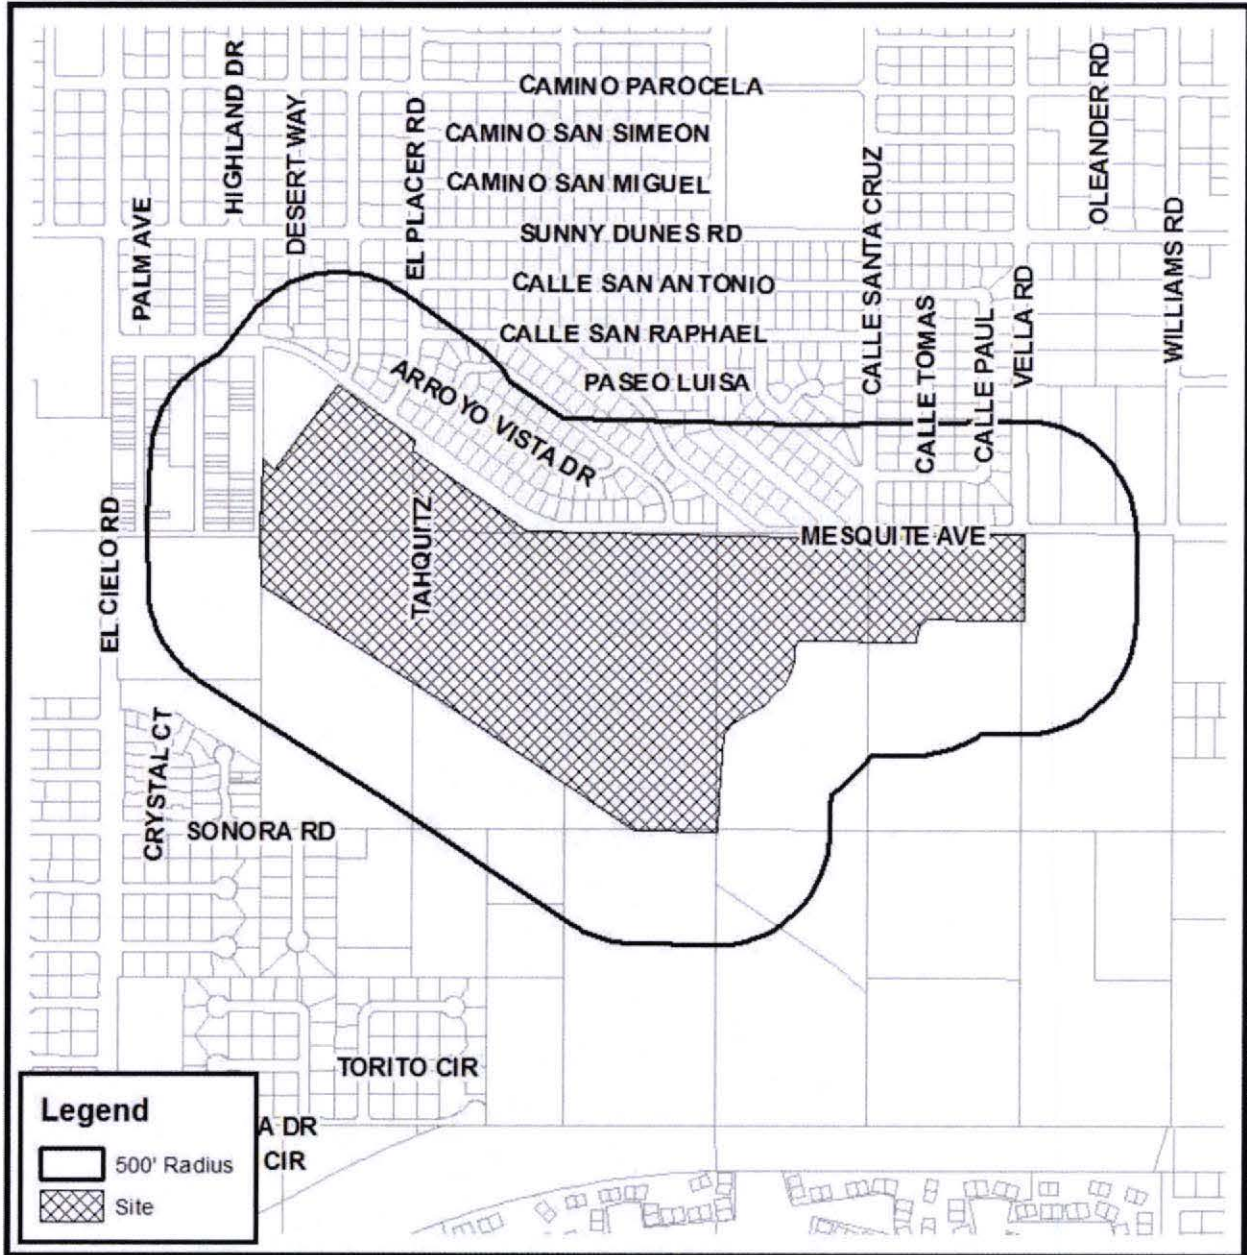 CAMINO PAROCELA
CAMINO SAN SIMEON
CAMINO SAN MIGUEL
SUNNY DUNES RD
CALLE SAN ANTONIO
CALLE SAN RAPHAEL
PASEO LUISA
ARROYO VISTA DR
MESQUITE AVE
PALM AVE
HIGHLAND DR
DESERT WAY
EL PLACER RD
CALLE SANTA CRUZ
CALLE TOMAS
CALLE PAUL
VELLA RD
OLEANDER RD
WILLIAMS RD
EL CIELO RD
TAHQUITZ
CRYSTAL CT
SONORA RD
TORITO CIR
A DR
CIR
Legend
500' Radius
Site